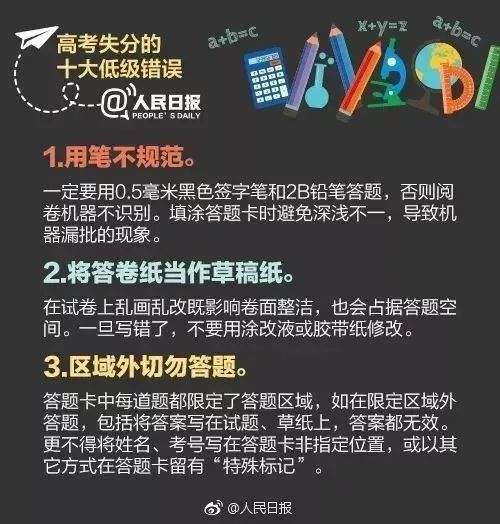 高考失分的
十大低级错误
@人民日报
PEOPLE'S DAILY
a+b=c
x+y=z
a+b=c
1.用笔不规范。
一定要用0.5毫米黑色签字笔和2B铅笔答题，否则阅
卷机器不识别。填涂答题卡时避免深浅不一，导致机
器漏批的现象。
2.将答卷纸当作草稿纸。
在试卷上乱画乱改既影响卷面整洁，也会占据答题空
间。一旦写错了，不要用涂改液或胶带纸修改。
3.区域外切勿答题。
答题卡中每道题都限定了答题区域，如在限定区域外
答题，包括将答案写在试题、草纸上，答案都无效。
更不得将姓名、考号写在答题卡非指定位置，或以其
它方式在答题卡留有“特殊标记”。
@人民日报